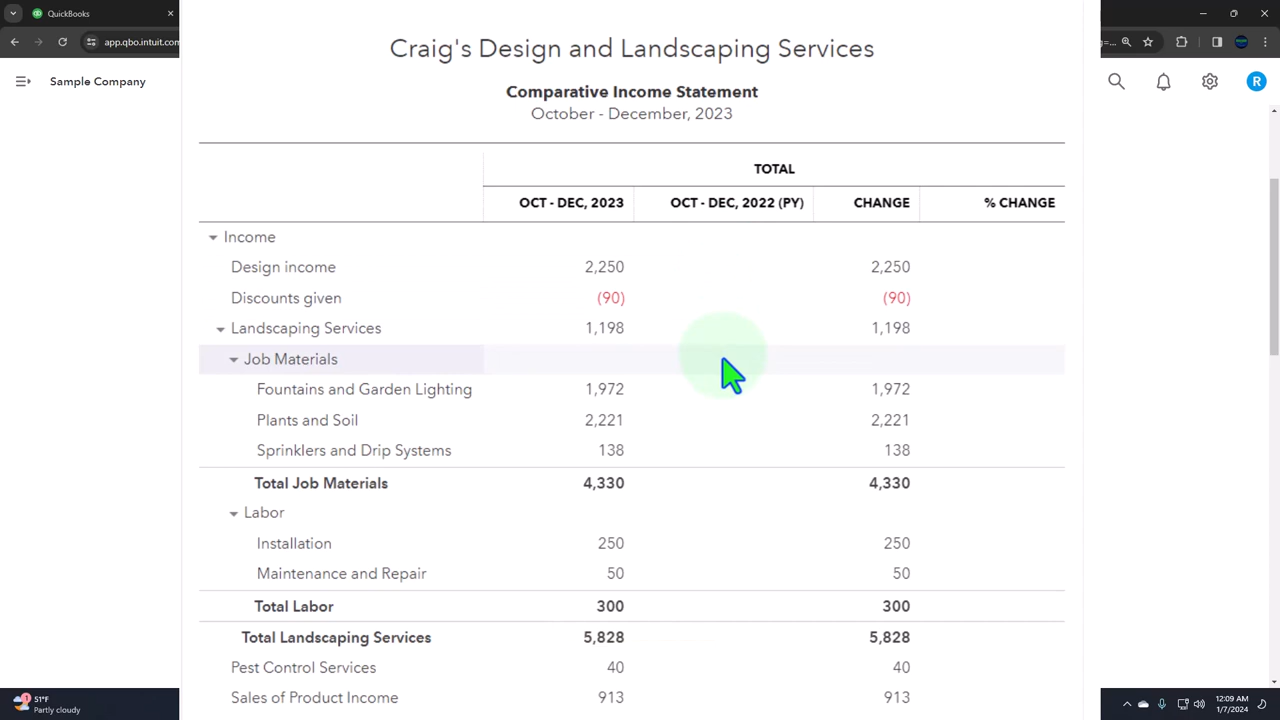 QuickBooks
app.qbo.intuit.com
Sample Company
R
Craig's Design and Landscaping Services
Comparative Income Statement
October - December, 2023
TOTAL
OCT - DEC, 2023 OCT - DEC, 2022 (PY) CHANGE % CHANGE
Income
Design income 2,250 2,250
Discounts given (90) (90)
Landscaping Services 1,198 1,198
Job Materials
Fountains and Garden Lighting 1,972 1,972
Plants and Soil 2,221 2,221
Sprinklers and Drip Systems 138 138
Total Job Materials 4,330 4,330
Labor
Installation 250 250
Maintenance and Repair 50 50
Total Labor 300 300
Total Landscaping Services 5,828 5,828
Pest Control Services 40 40
Sales of Product Income 913 913
1 51°F
Partly cloudy
12:09 AM
1/7/2024